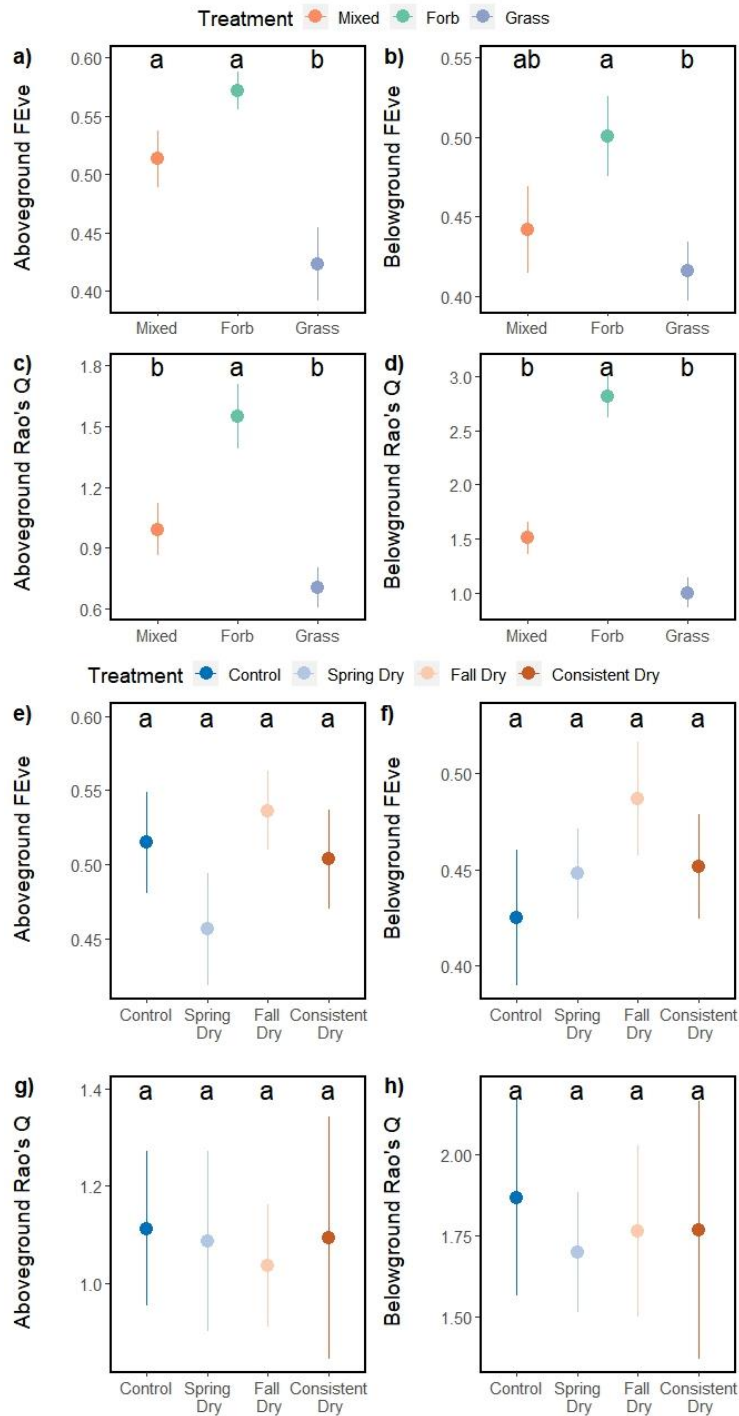 Treatment Mixed Forb Grass
a)
Aboveground FEve
0.60
0.55
0.50
0.45
0.40
a a b
Mixed Forb Grass
b)
Belowground FEve
0.55
0.50
0.45
0.40
ab a b
Mixed Forb Grass
c)
Aboveground Rao's Q
1.8
1.5
1.2
0.9
0.6
b a b
Mixed Forb Grass
d)
Belowground Rao's Q
3.0
2.5
2.0
1.5
1.0
b a b
Mixed Forb Grass
Treatment Control Spring Dry Fall Dry Consistent Dry
e)
Aboveground FEve
0.60
0.55
0.50
0.45
a a a a
Control Spring Fall Consistent
Dry Dry Dry
f)
Belowground FEve
0.50
0.45
0.40
a a a a
Control Spring Fall Consistent
Dry Dry Dry
g)
Aboveground Rao's Q
1.4
1.2
1.0
a a a a
Control Spring Fall Consistent
Dry Dry Dry
h)
Belowground Rao's Q
2.00
1.75
1.50
a a a a
Control Spring Fall Consistent
Dry Dry Dry